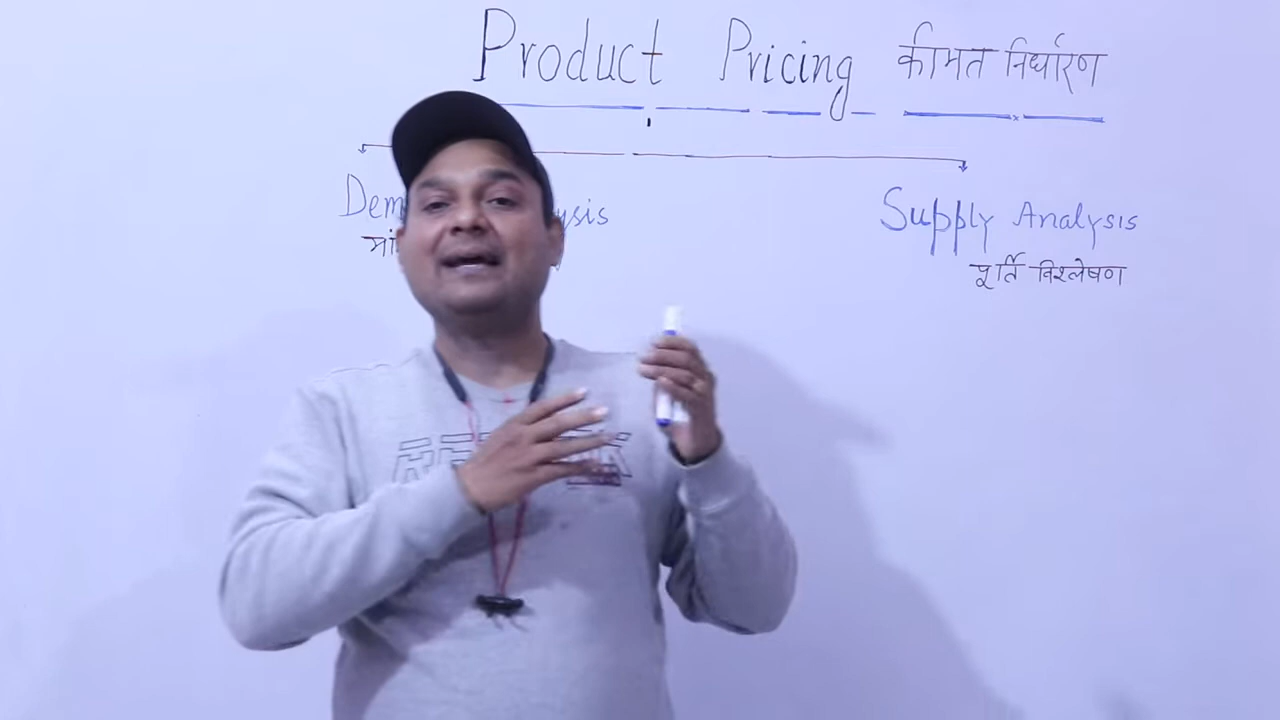 Product Pricing कीमत निर्धारण
Supply Analysis
पूर्ति विश्लेषण